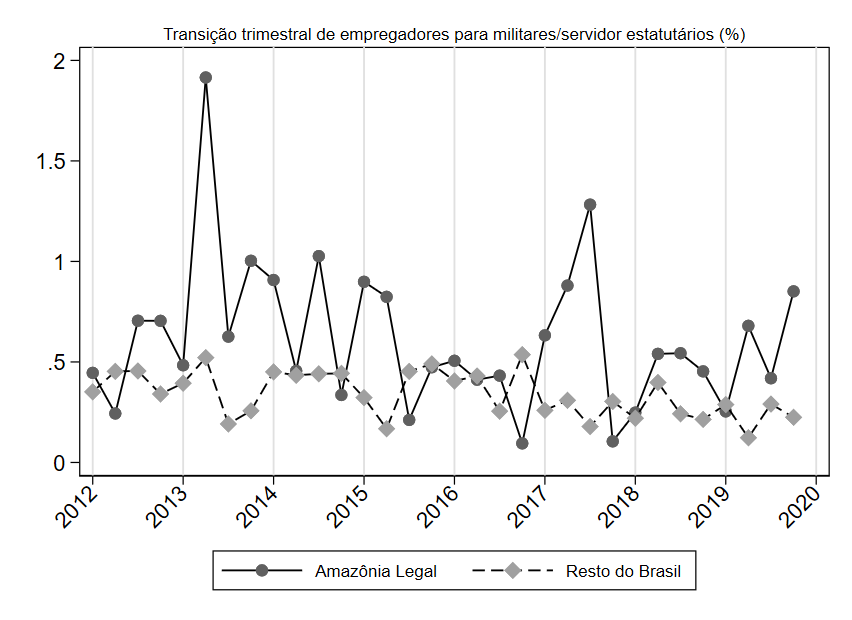 Transição trimestral de empregadores para militares/servidor estatutários (%)
2
1.5
1
.5
0
2012 2013 2014 2015 2016 2017 2018 2019 2020
Amazônia Legal Resto do Brasil